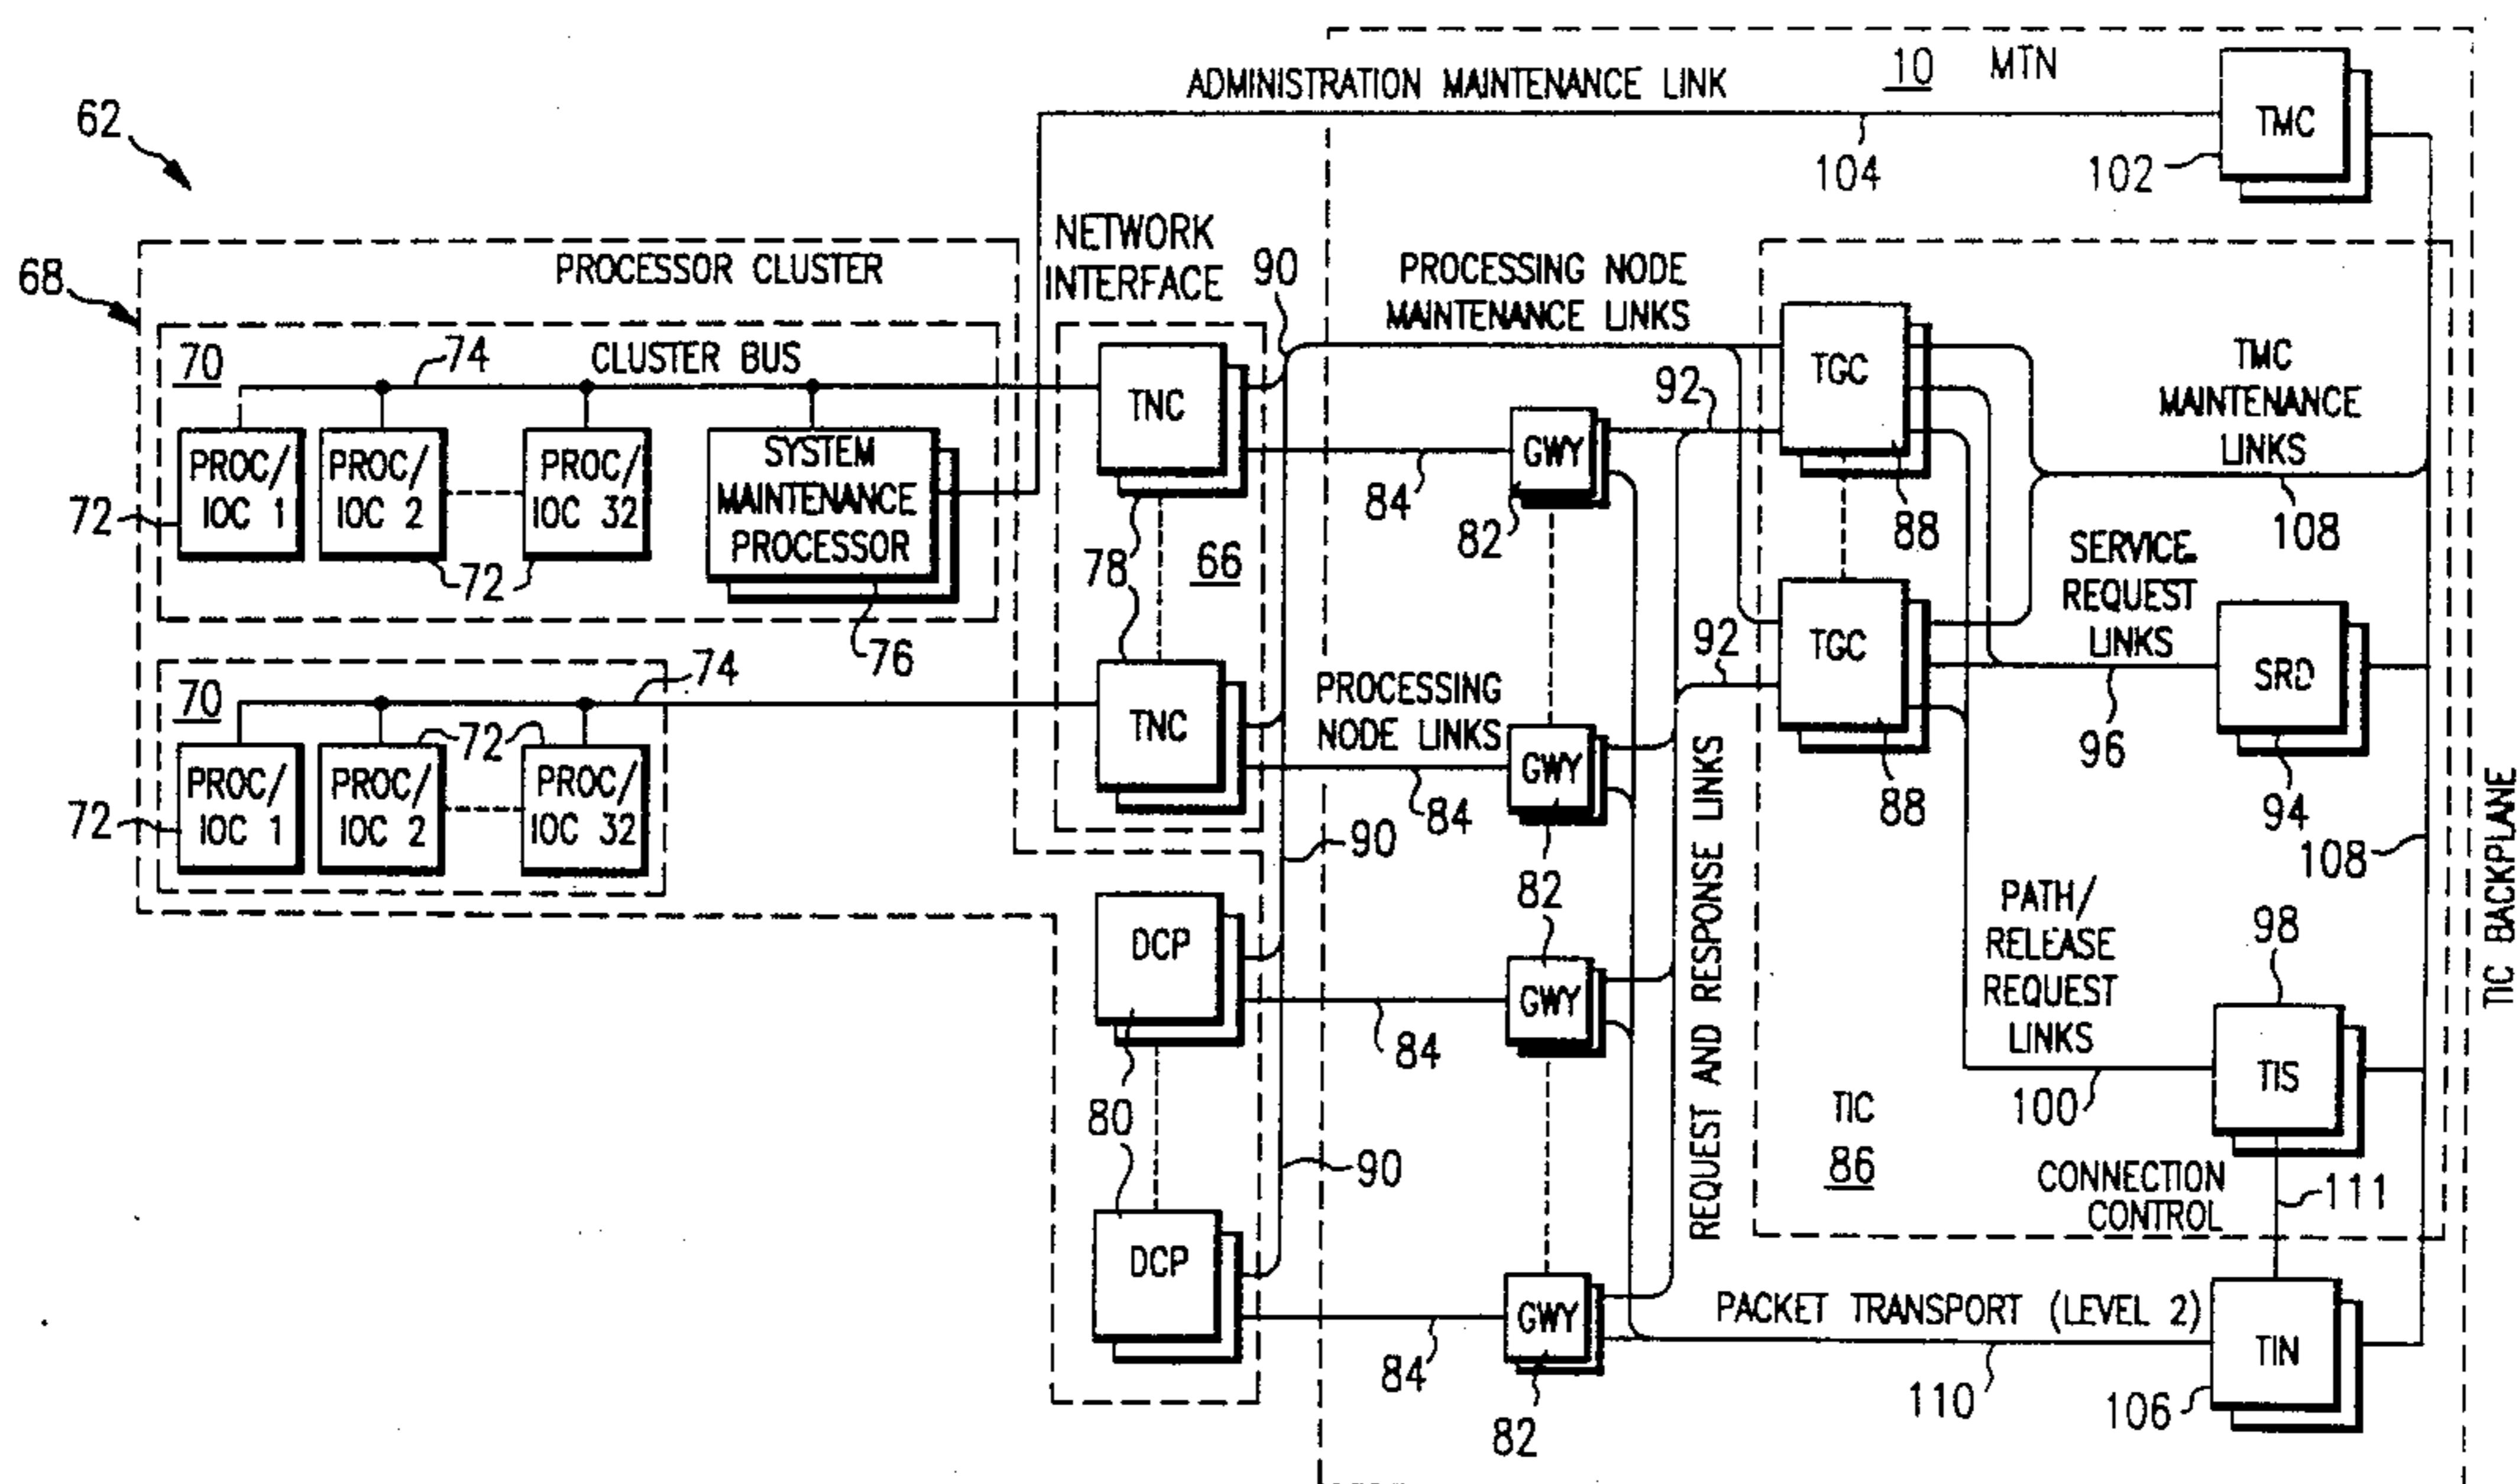 10 MTN
ADMINISTRATION MAINTENANCE LINK
TMC
62
104
102
NETWORK
INTERFACE
PROCESSOR CLUSTER
90
PROCESSING NODE
MAINTENANCE LINKS
68
70
74
CLUSTER BUS
TNC
TGC
TMC
MAINTENANCE
LINKS
92
PROC/
IOC 1
PROC/
IOC 2
PROC/
IOC 32
SYSTEM
MAINTENANCE
PROCESSOR
GWY
84
82
88
108
72
72
78
66
76
SERVICE
REQUEST
LINKS
TGC
92
SRD
70
74
TNC
PROCESSING
NODE LINKS
GWY
84
96
94
88
72
72
PROC/
IOC 1
PROC/
IOC 2
PROC/
IOC 32
90
82
108
REQUEST AND RESPONSE LINKS
TIC BACKPLANE
DCP
GWY
84
82
PATH/
RELEASE
REQUEST
LINKS
98
TIS
100
80
TIC
86
90
CONNECTION
CONTROL
111
DCP
GWY
84
82
PACKET TRANSPORT (LEVEL 2)
110
TIN
106